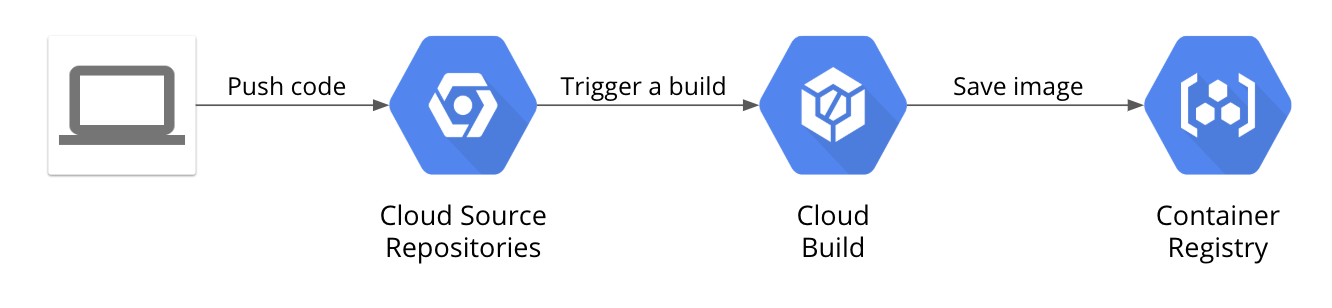 Push code
Trigger a build
Save image
Cloud Source
Repositories
Cloud
Build
Container
Registry